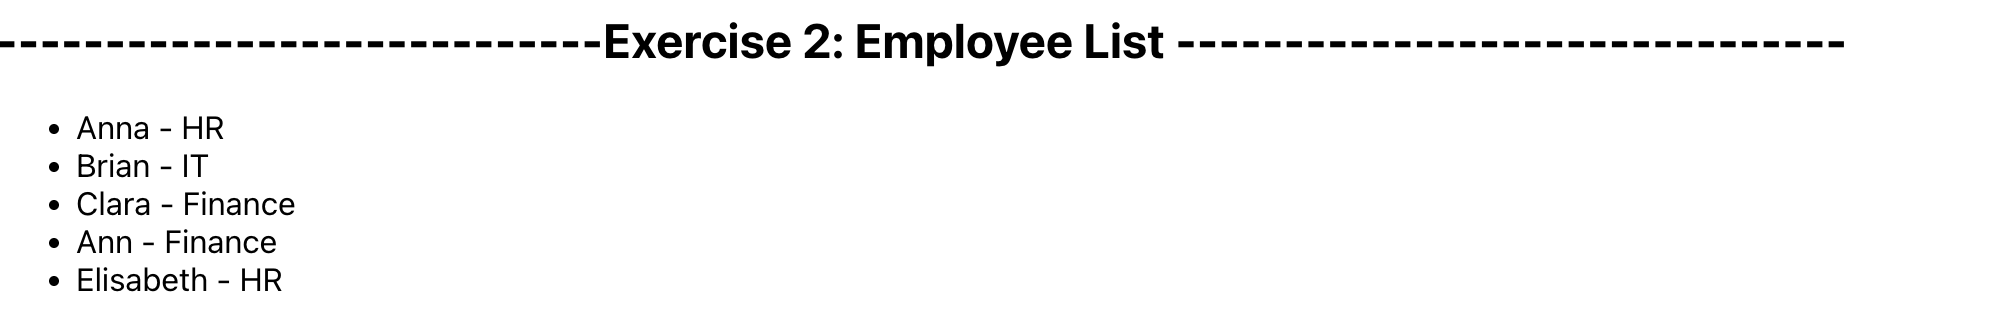 ----------------------------Exercise 2: Employee List -------------------------------
• Anna - HR
• Brian - IT
• Clara - Finance
• Ann - Finance
• Elisabeth - HR